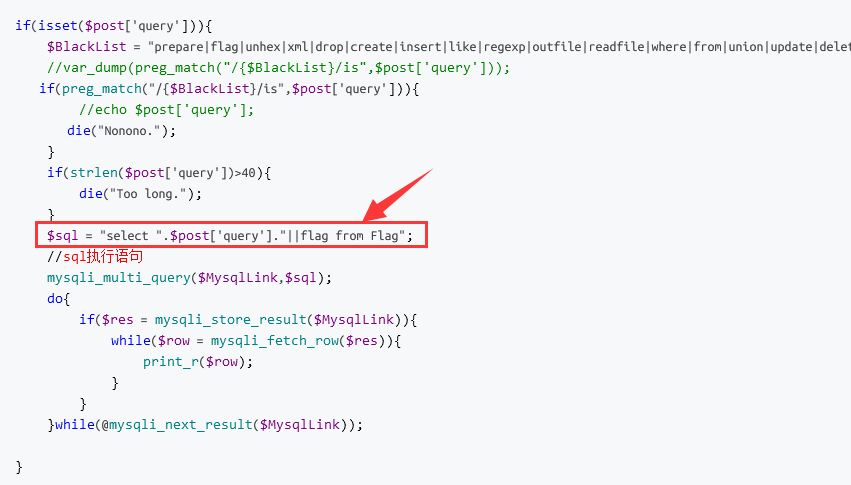 if(isset($post['query'])){
$BlackList = "prepare|flag|unhex|xml|drop|create|insert|like|regexp|outfile|readfile|where|from|union|update|delet
//var_dump(preg_match("/{$BlackList}/is",$post['query']));
if(preg_match("/{$BlackList}/is",$post['query'])){
//echo $post['query'];
die("Nonono.");
}
if(strlen($post['query'])>40){
die("Too long.");
}
$sql = "select ".$post['query']."||flag from Flag";
//sql执行语句
mysqli_multi_query($MysqlLink,$sql);
do{
if($res = mysqli_store_result($MysqlLink)){
while($row = mysqli_fetch_row($res)){
print_r($row);
}
}
}while(@mysqli_next_result($MysqlLink));
}